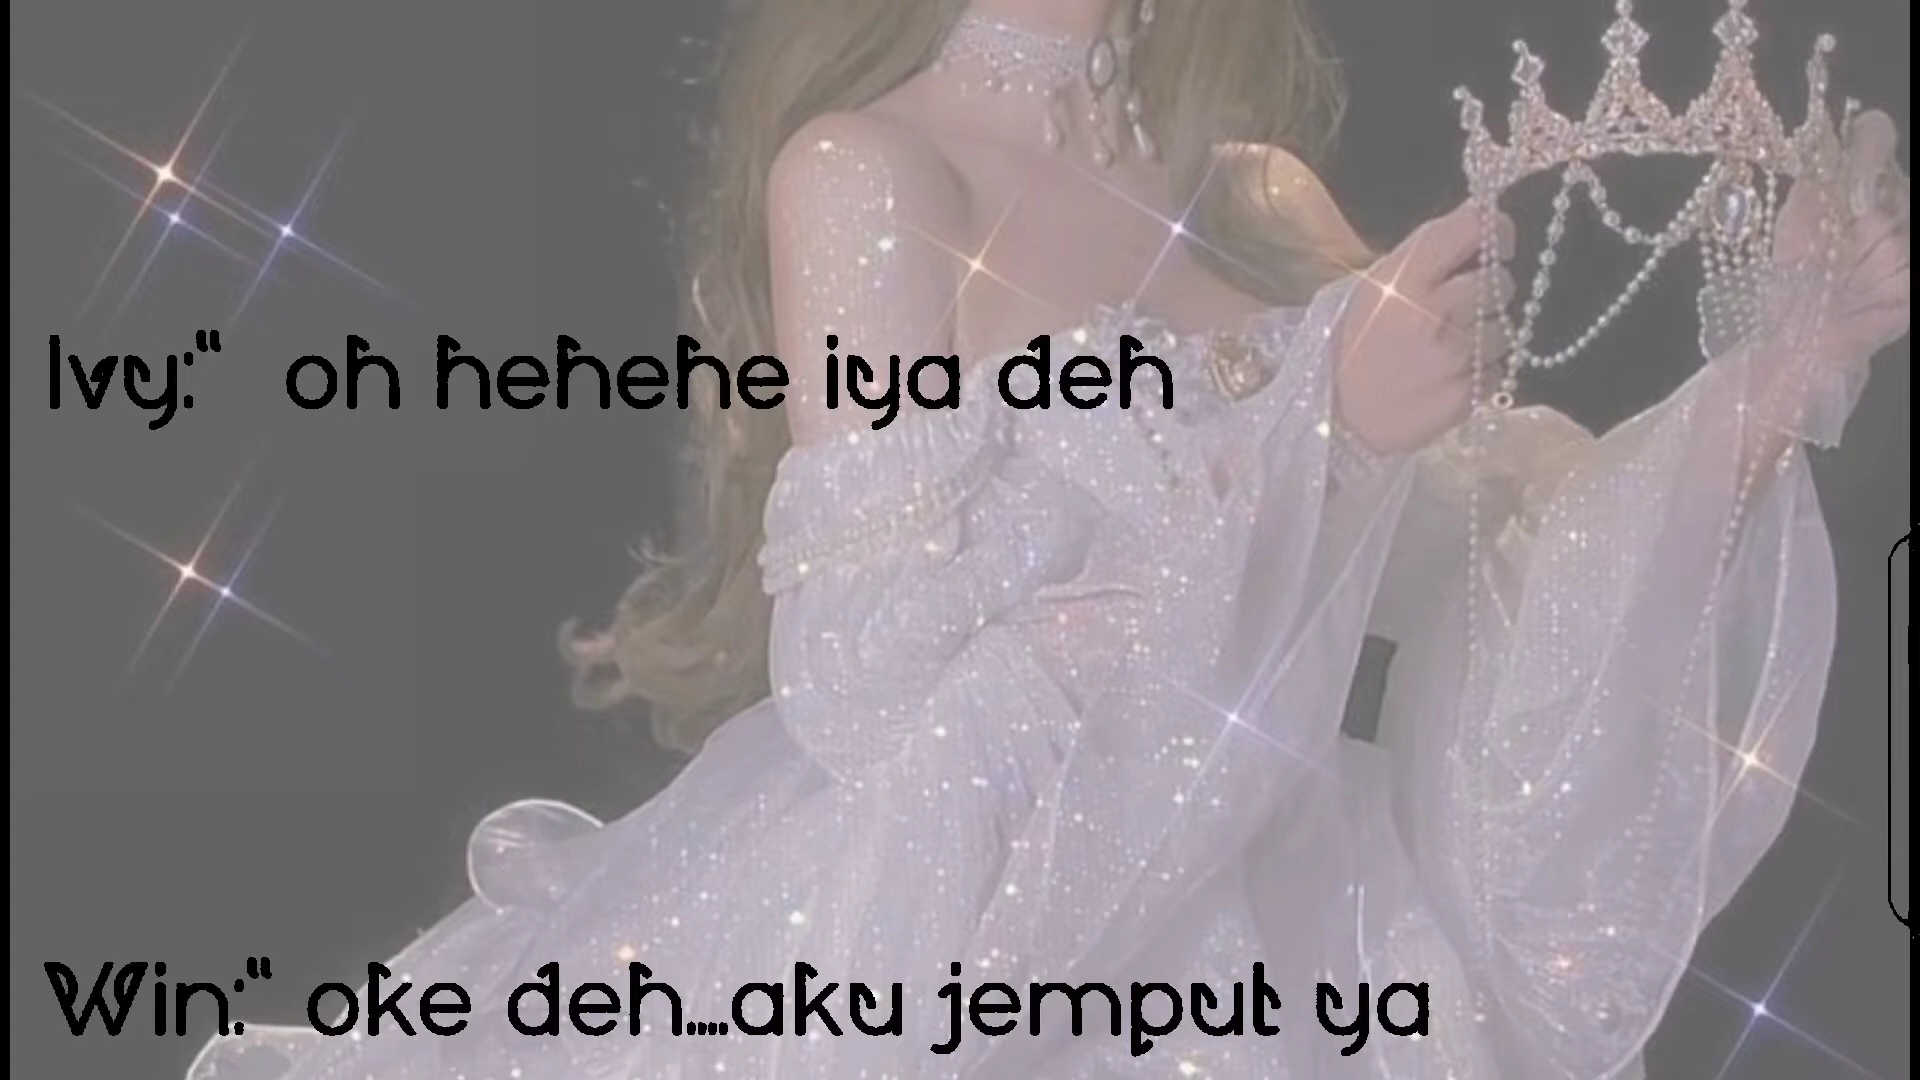 Ivy:" oh hehehe iya deh
Win:" oke deh....aku jemput ya